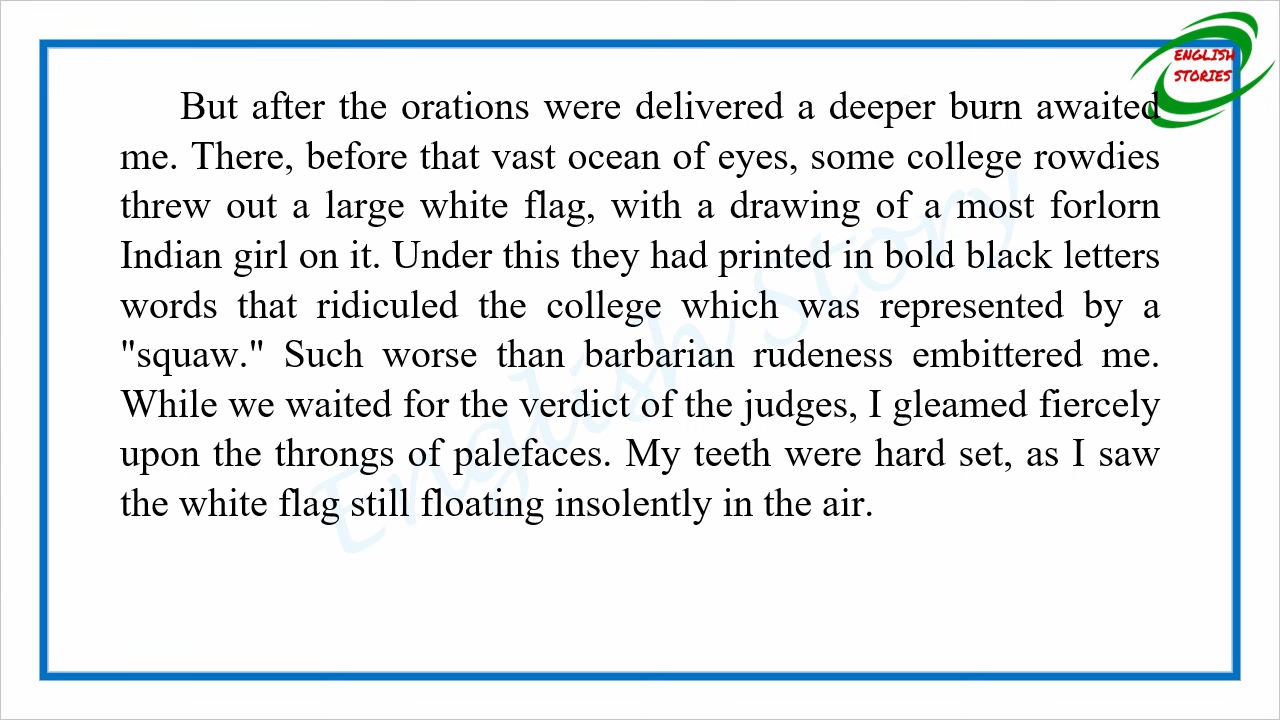 ENGLISH
STORIES
But after the orations were delivered a deeper burn awaited
me. There, before that vast ocean of eyes, some college rowdies
threw out a large white flag, with a drawing of a most forlorn
Indian girl on it. Under this they had printed in bold black letters
words that ridiculed the college which was represented by a
"squaw." Such worse than barbarian rudeness embittered me.
While we waited for the verdict of the judges, I gleamed fiercely
upon the throngs of palefaces. My teeth were hard set, as I saw
the white flag still floating insolently in the air.
English Story